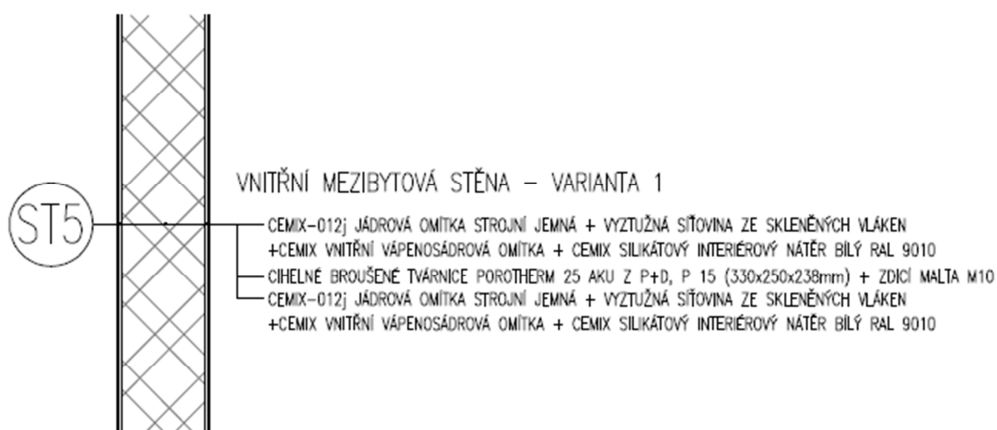 VNITŘNÍ MEZIBYTOVÁ STĚNA – VARIANTA 1
ST5
CEMIX-012j JÁDROVÁ OMÍTKA STROJNÍ JEMNÁ + VYZTUŽNÁ SÍŤOVINA ZE SKLENĚNÝCH VLÁKEN
+CEMIX VNITŘNÍ VÁPENOSÁDROVÁ OMÍTKA + CEMIX SILIKÁTOVÝ INTERIÉROVÝ NÁTĚR BÍLÝ RAL 9010
CIHELNÉ BROUŠENÉ TVÁRNICE POROTHERM 25 AKU Z P+D, P 15 (330x250x238mm) + ZDICÍ MALTA M10
CEMIX-012j JÁDROVÁ OMÍTKA STROJNÍ JEMNÁ + VYZTUŽNÁ SÍŤOVINA ZE SKLENĚNÝCH VLÁKEN
+CEMIX VNITŘNÍ VÁPENOSÁDROVÁ OMÍTKA + CEMIX SILIKÁTOVÝ INTERIÉROVÝ NÁTĚR BÍLÝ RAL 9010